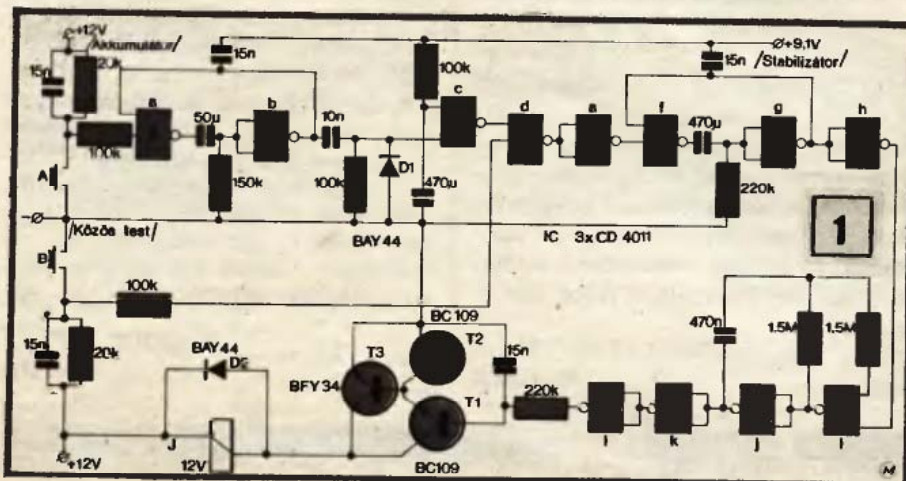 +12V
/Akkumulátor/
15n
20k
15n
100k
Ø+9,1V
15n
/Stabilizátor/
a
50µ
b
10n
c
d
e
f
470µ
g
h
100k
150k
100k
D1
470µ
220k
A
-Ø
/Közös test/
BAY 44
IC 3x CD 4011
1
B
100k
15n
20k
BAY 44
D2
BC 109
T3
T2
BFY 34
T1
15n
220k
470n
1.5M
1.5M
l
k
j
i
J
12V
+12V
BC109
M